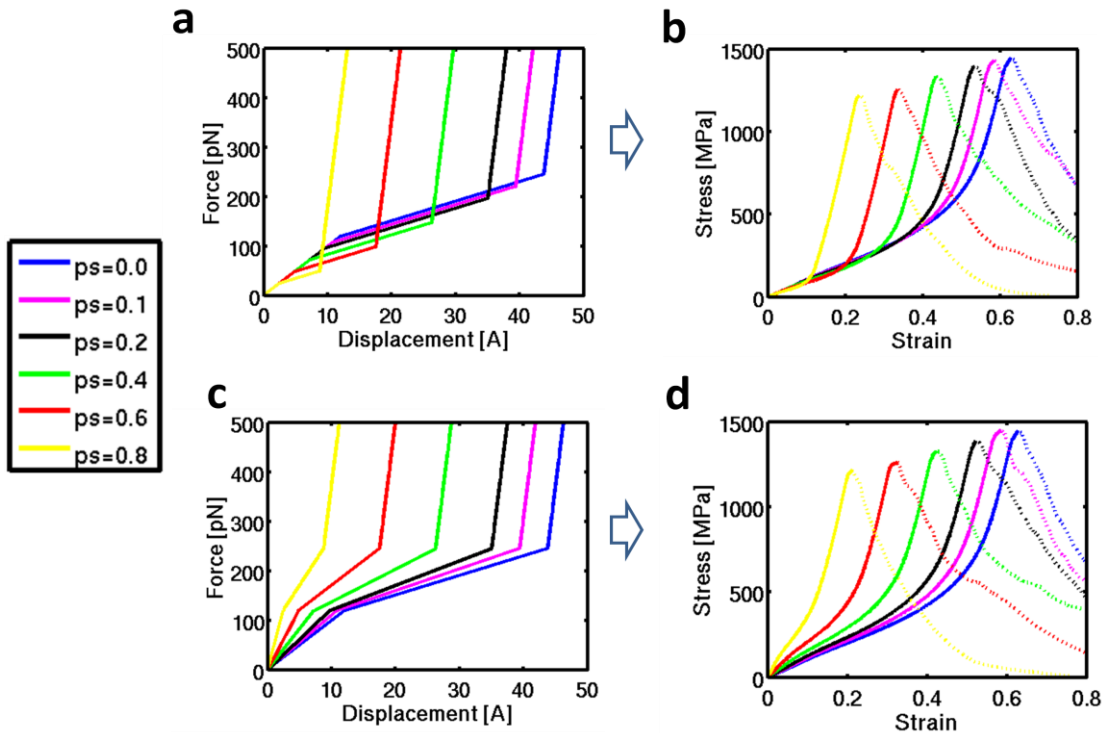 a
500
400
300
200
100
0
Force [pN]
0 10 20 30 40 50
Displacement [A]
b
1500
1000
500
0
Stress [MPa]
0 0.2 0.4 0.6 0.8
Strain
ps=0.0
ps=0.1
ps=0.2
ps=0.4
ps=0.6
ps=0.8
c
500
400
300
200
100
0
Force [pN]
0 10 20 30 40 50
Displacement [A]
d
1500
1000
500
0
Stress [MPa]
0 0.2 0.4 0.6 0.8
Strain